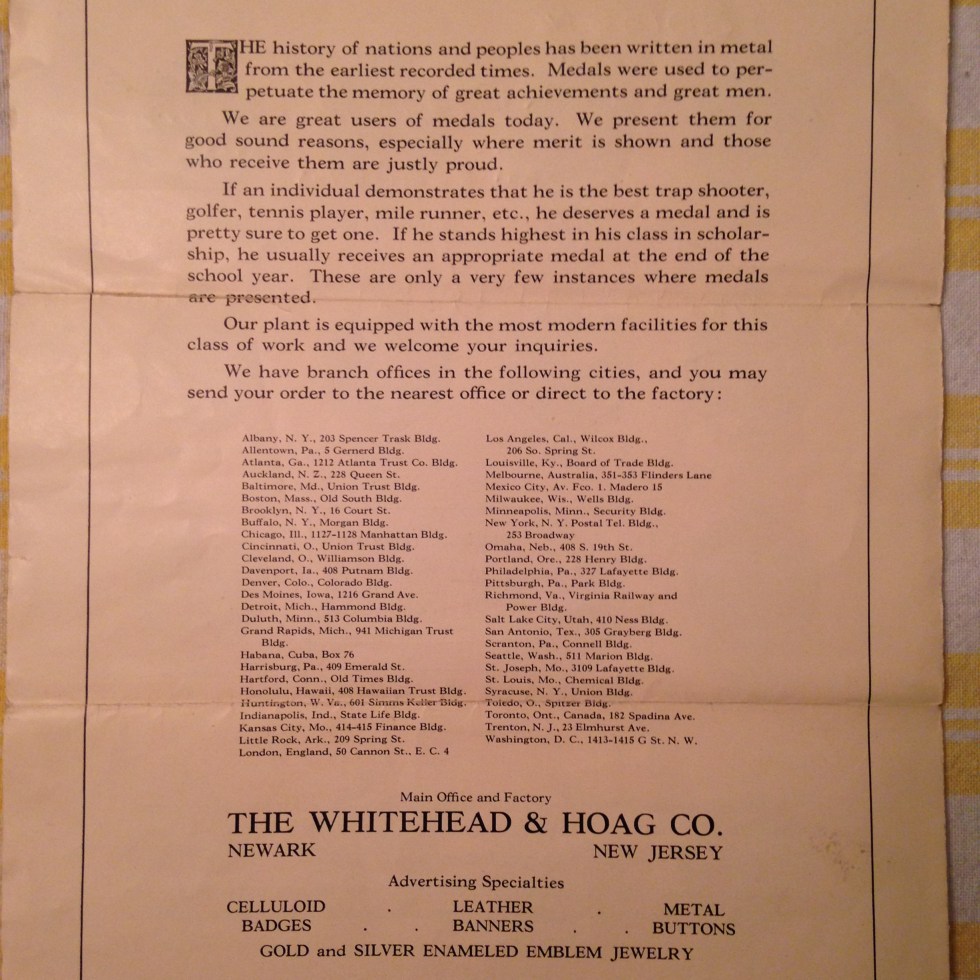 THE history of nations and peoples has been written in metal
from the earliest recorded times. Medals were used to per-
petuate the memory of great achievements and great men.
We are great users of medals today. We present them for
good sound reasons, especially where merit is shown and those
who receive them are justly proud.
If an individual demonstrates that he is the best trap shooter,
golfer, tennis player, mile runner, etc., he deserves a medal and is
pretty sure to get one. If he stands highest in his class in scholar-
ship, he usually receives an appropriate medal at the end of the
school year. These are only a very few instances where medals
are presented.
Our plant is equipped with the most modern facilities for this
class of work and we welcome your inquiries.
We have branch offices in the following cities, and you may
send your order to the nearest office or direct to the factory:
Albany, N. Y., 203 Spencer Trask Bldg.
Allentown, Pa., 5 Gernerd Bldg.
Atlanta, Ga., 1212 Atlanta Trust Co. Bldg.
Auckland, N. Z., 228 Queen St.
Baltimore, Md., Union Trust Bldg.
Boston, Mass., Old South Bldg.
Brooklyn, N. Y., 16 Court St.
Buffalo, N. Y., Morgan Bldg.
Chicago, Ill., 1127-1128 Manhattan Bldg.
Cincinnati, O., Union Trust Bldg.
Cleveland, O., Williamson Bldg.
Davenport, Ia., 408 Putnam Bldg.
Denver, Colo., Colorado Bldg.
Des Moines, Iowa, 1216 Grand Ave.
Detroit, Mich., Hammond Bldg.
Duluth, Minn., 513 Columbia Bldg.
Grand Rapids, Mich., 941 Michigan Trust
Bldg.
Habana, Cuba, Box 76
Harrisburg, Pa., 409 Emerald St.
Hartford, Conn., Old Times Bldg.
Honolulu, Hawaii, 408 Hawaiian Trust Bldg.
Huntington, W. Va., 601 Simms Keller Bldg.
Indianapolis, Ind., State Life Bldg.
Kansas City, Mo., 414-415 Finance Bldg.
Little Rock, Ark., 209 Spring St.
London, England, 50 Cannon St., E. C. 4
Los Angeles, Cal., Wilcox Bldg.,
206 So. Spring St.
Louisville, Ky., Board of Trade Bldg.
Melbourne, Australia, 351-353 Flinders Lane
Mexico City, Av. Fco. 1. Madero 15
Milwaukee, Wis., Wells Bldg.
Minneapolis, Minn., Security Bldg.
New York, N. Y. Postal Tel. Bldg.,
253 Broadway
Omaha, Neb., 408 S. 19th St.
Portland, Ore., 228 Henry Bldg.
Philadelphia, Pa., 327 Lafayette Bldg.
Pittsburgh, Pa., Park Bldg.
Richmond, Va., Virginia Railway and
Power Bldg.
Salt Lake City, Utah, 410 Ness Bldg.
San Antonio, Tex., 305 Grayberg Bldg.
Scranton, Pa., Connell Bldg.
Seattle, Wash., 511 Marion Bldg.
St. Joseph, Mo., 3109 Lafayette Bldg.
St. Louis, Mo., Chemical Bldg.
Syracuse, N. Y., Union Bldg.
Toledo, O., Spitzer Bldg.
Toronto, Ont., Canada, 182 Spadina Ave.
Trenton, N. J., 23 Elmhurst Ave.
Washington, D. C., 1413-1415 G St. N. W.
Main Office and Factory
THE WHITEHEAD & HOAG CO.
NEWARK NEW JERSEY
Advertising Specialties
CELLULOID . LEATHER . METAL
BADGES . . BANNERS . . BUTTONS
GOLD and SILVER ENAMELED EMBLEM JEWELRY